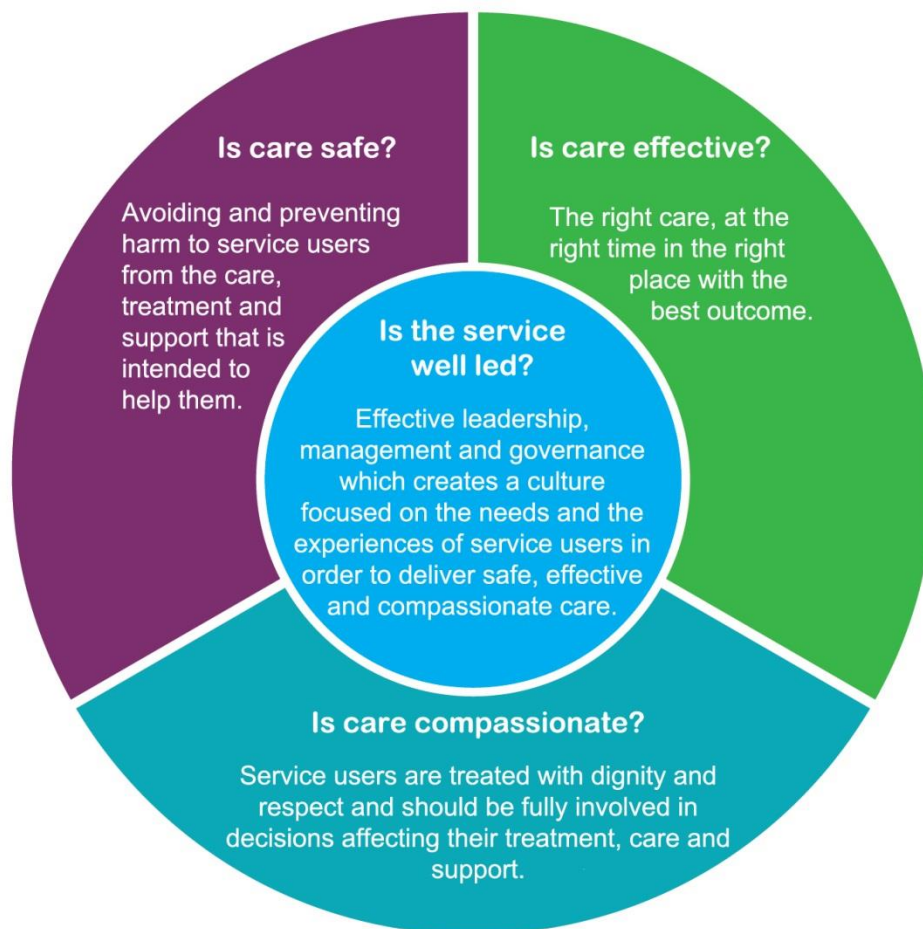 Is care safe?
Avoiding and preventing
harm to service users
from the care,
treatment and
support that is
intended to
help them.
Is care effective?
The right care, at the
right time in the right
place with the
best outcome.
Is the service
well led?
Effective leadership,
management and governance
which creates a culture
focused on the needs and the
experiences of service users in
order to deliver safe, effective
and compassionate care.
Is care compassionate?
Service users are treated with dignity and
respect and should be fully involved in
decisions affecting their treatment, care and
support.